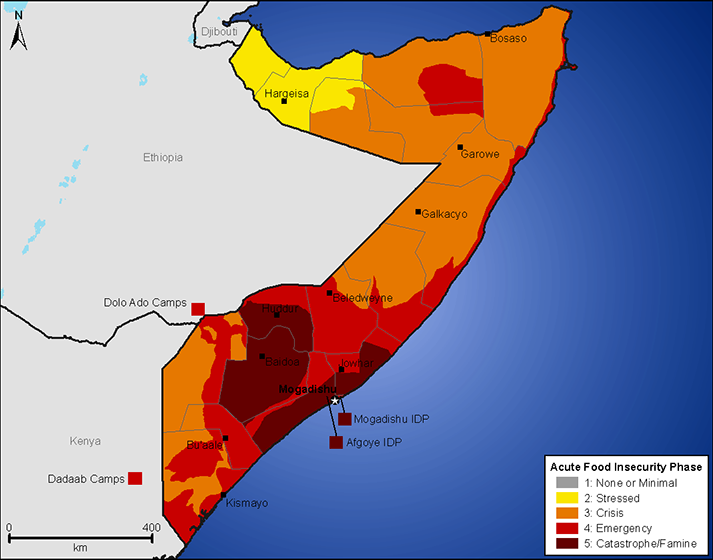 N
Djibouti
Bosaso
Hargeisa
Garowe
Ethiopia
Galkacyo
Dolo Ado Camps
Beledweyne
Huddur
Baidoa
Jowhar
Mogadishu
Mogadishu IDP
Afgoye IDP
Bu'aale
Kenya
Dadaab Camps
Kismayo
0 400
km
Acute Food Insecurity Phase
1: None or Minimal
2: Stressed
3: Crisis
4: Emergency
5: Catastrophe/Famine